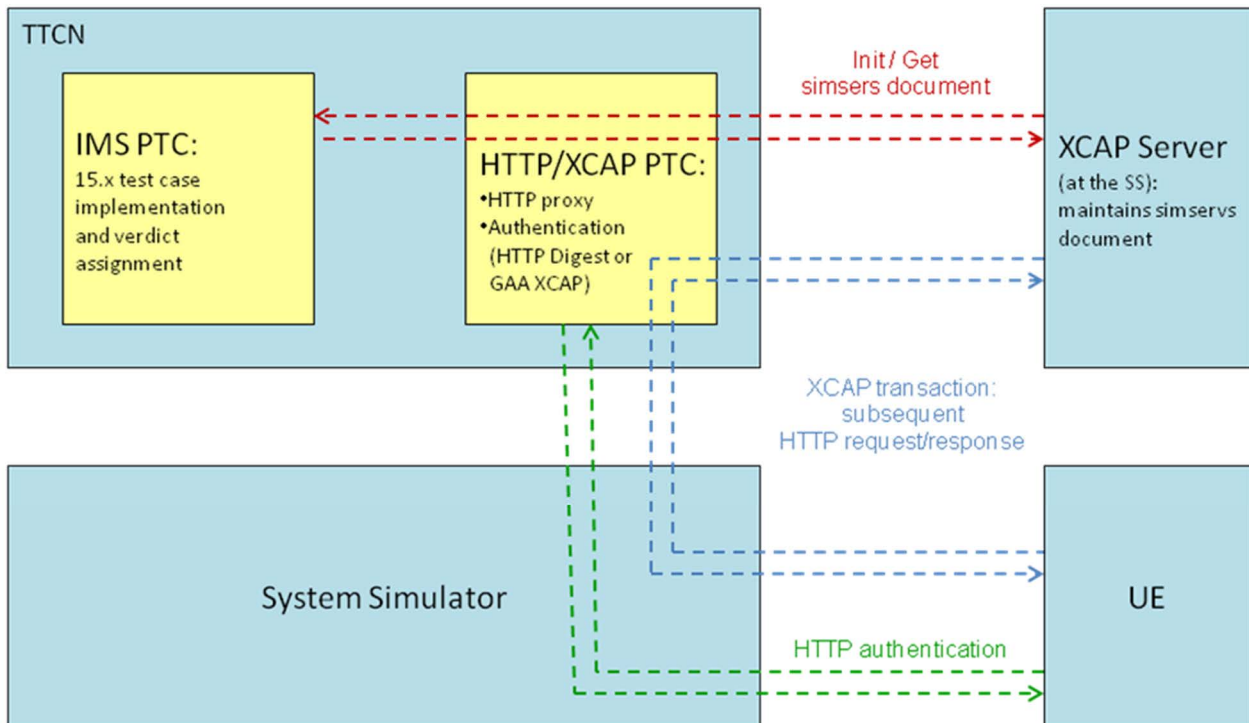 TTCN
IMS PTC:
15.x test case
implementation
and verdict
assignment
HTTP/XCAP PTC:
•HTTP proxy
•Authentication
(HTTP Digest or
GAA XCAP)
Init / Get
simsers document
XCAP Server
(at the SS):
maintains simservs
document
XCAP transaction:
subsequent
HTTP request/response
System Simulator
UE
HTTP authentication